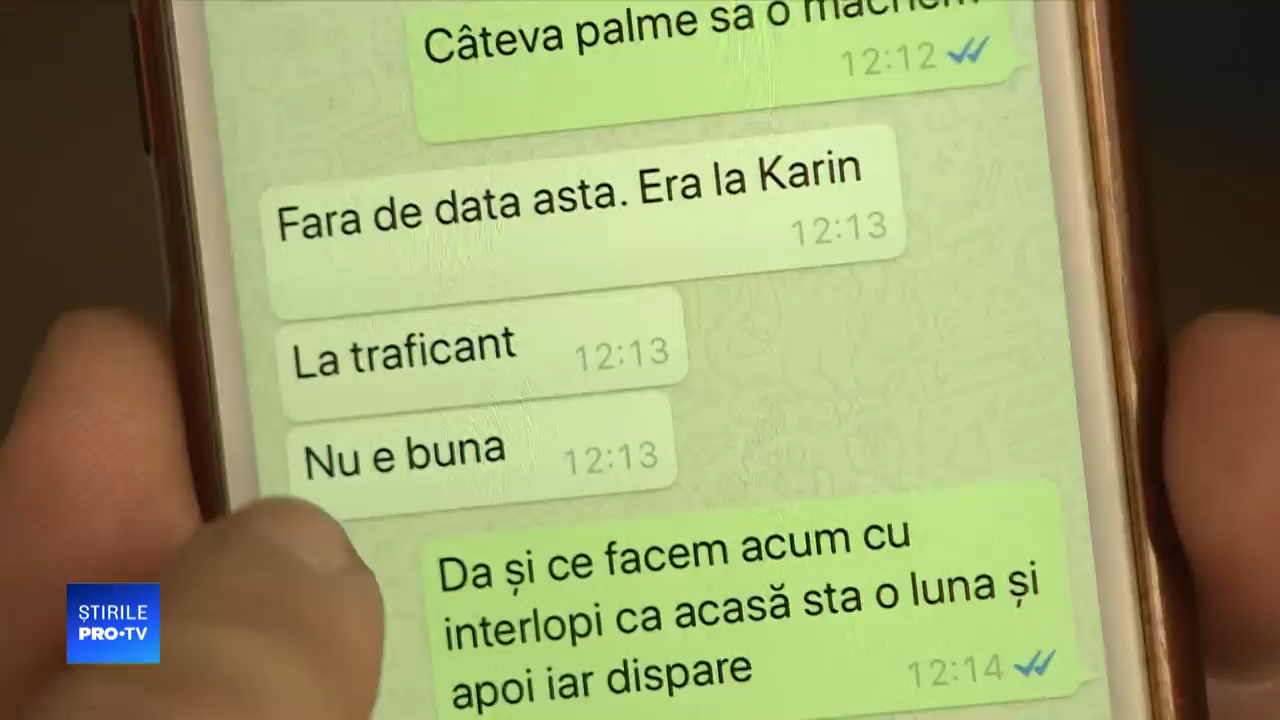 Câteva palme sa o
12:12
Fara de data asta. Era la Karin
12:13
La traficant 12:13
Nu e buna 12:13
Da și ce facem acum cu
interlopi ca acasă sta o luna și
apoi iar dispare
12:14
ȘTIRILE
PRO•TV